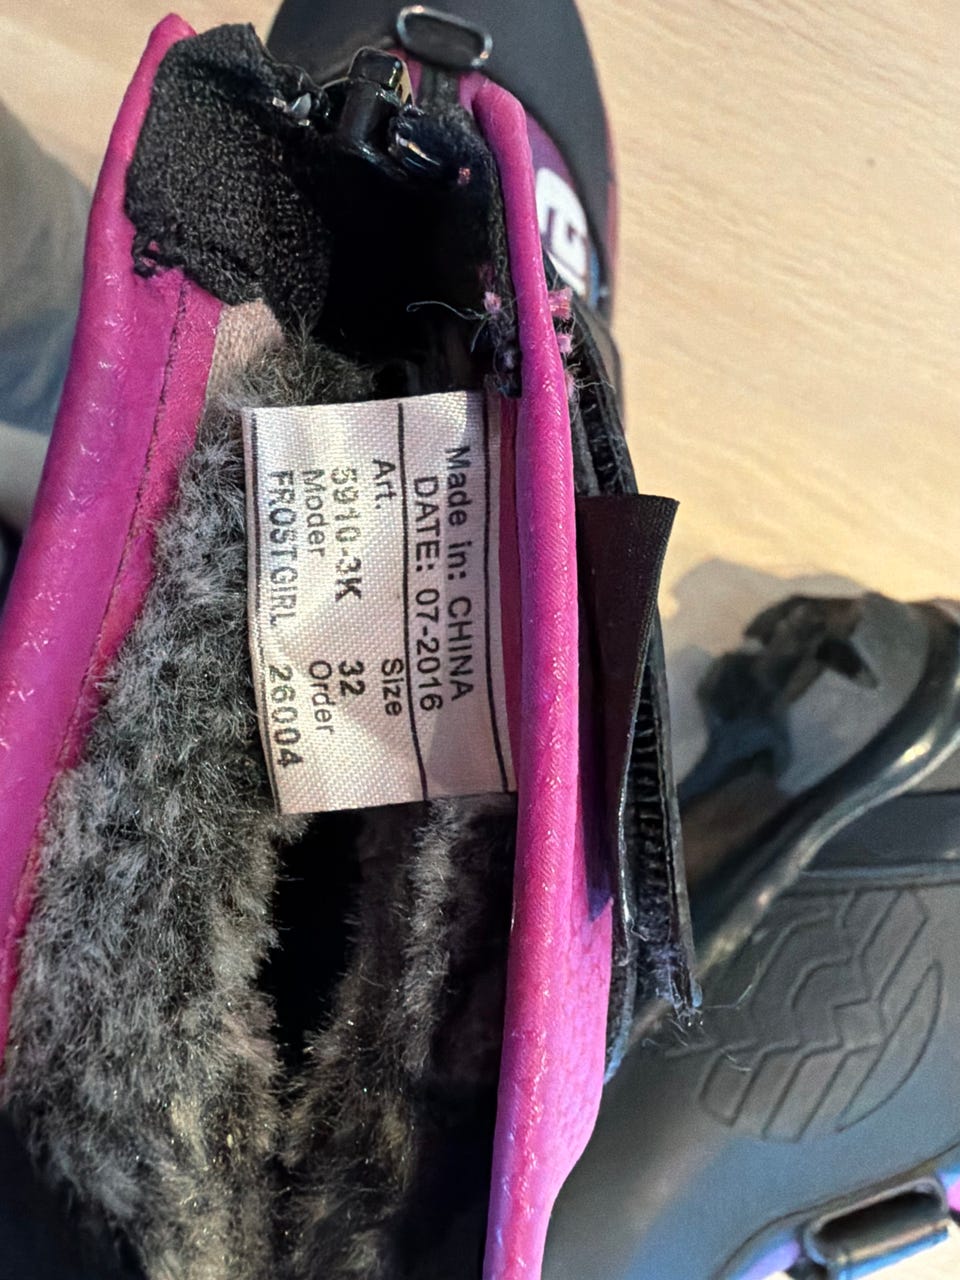 Made in: CHINA
DATE: 07-2016
Art. Size
5910-3K 32
Moder Order
FROSTGIRL 26004